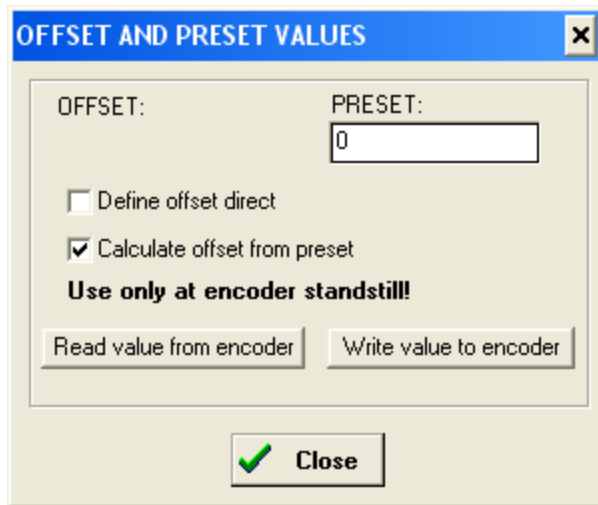 OFFSET AND PRESET VALUES
OFFSET: PRESET:
0
Define offset direct
Calculate offset from preset
Use only at encoder standstill!
Read value from encoder Write value to encoder
Close